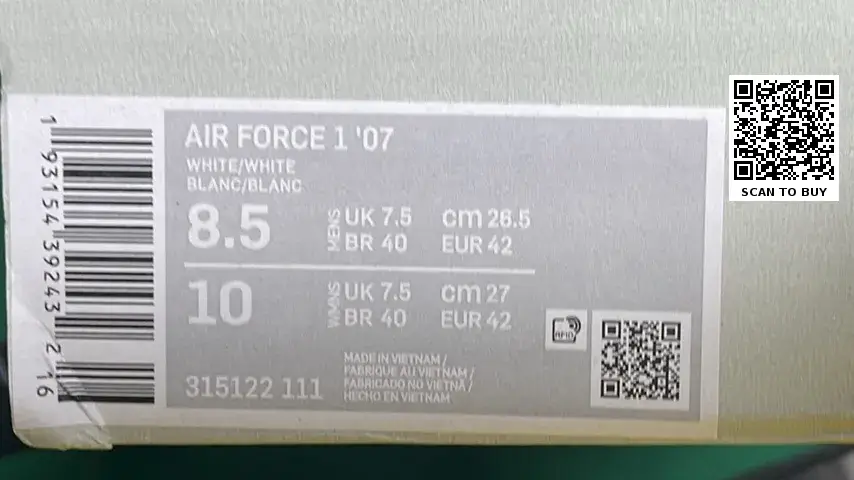 AIR FORCE 1 '07
WHITE/WHITE
BLANC/BLANC
8.5 MENS UK 7.5 cm 26.5
BR 40 EUR 42
10 WMNS UK 7.5 cm 27
BR 40 EUR 42
RFID
315122 111
MADE IN VIETNAM /
FABRIQUE AU VIETNAM /
FABRICADO NO VIETNÃ /
HECHO EN VIETNAM
1 93154 39243 2 16
SCAN TO BUY